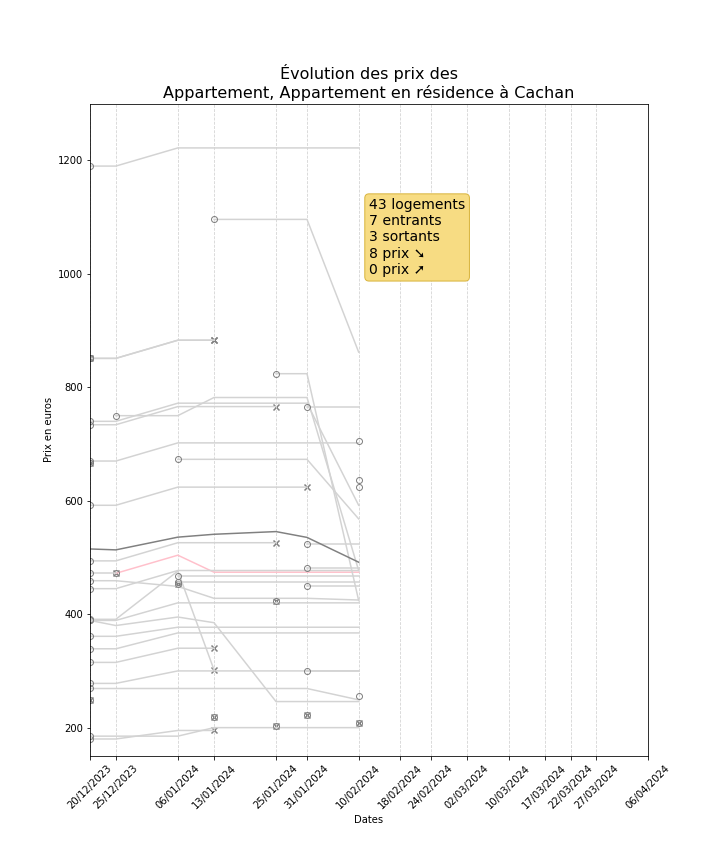 Évolution des prix des
Appartement, Appartement en résidence à Cachan
1200
1000
800
600
400
200
Prix en euros
43 logements
7 entrants
3 sortants
8 prix ➘
0 prix ➚
20/12/2023
25/12/2023
06/01/2024
13/01/2024
25/01/2024
31/01/2024
10/02/2024
18/02/2024
24/02/2024
02/03/2024
10/03/2024
17/03/2024
22/03/2024
27/03/2024
06/04/2024
Dates